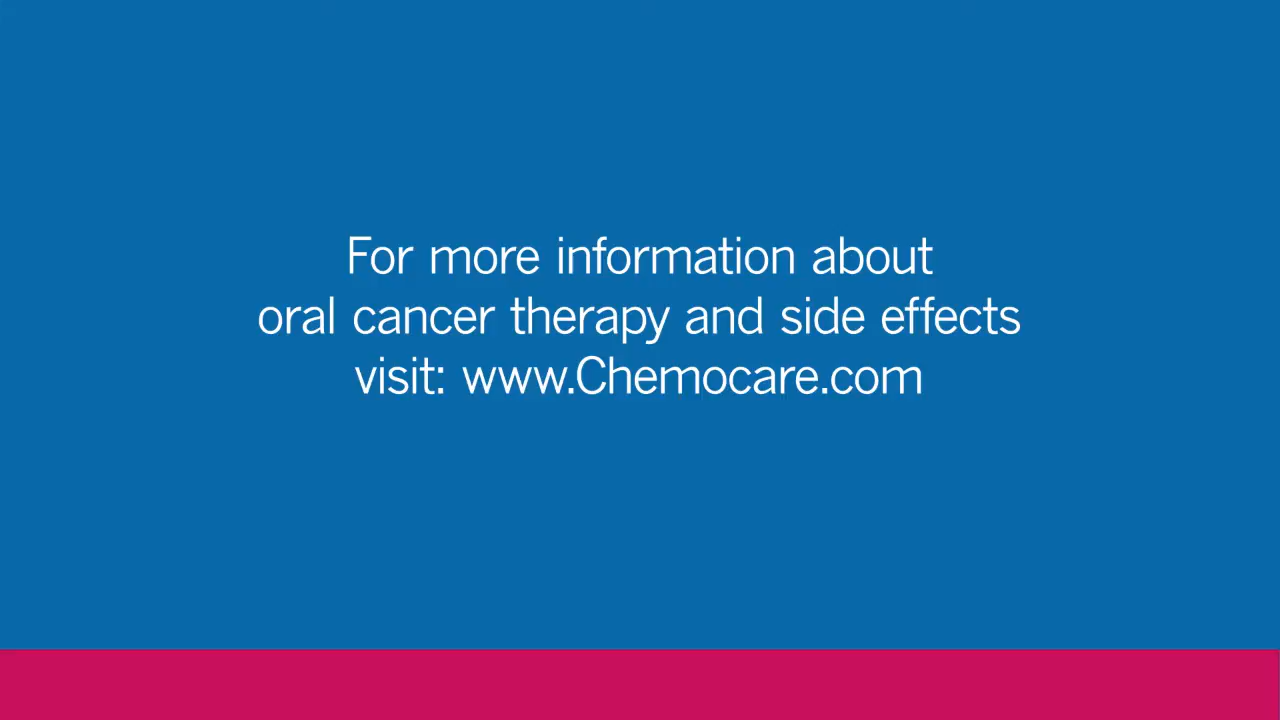 For more information about
oral cancer therapy and side effects
visit: www.Chemocare.com